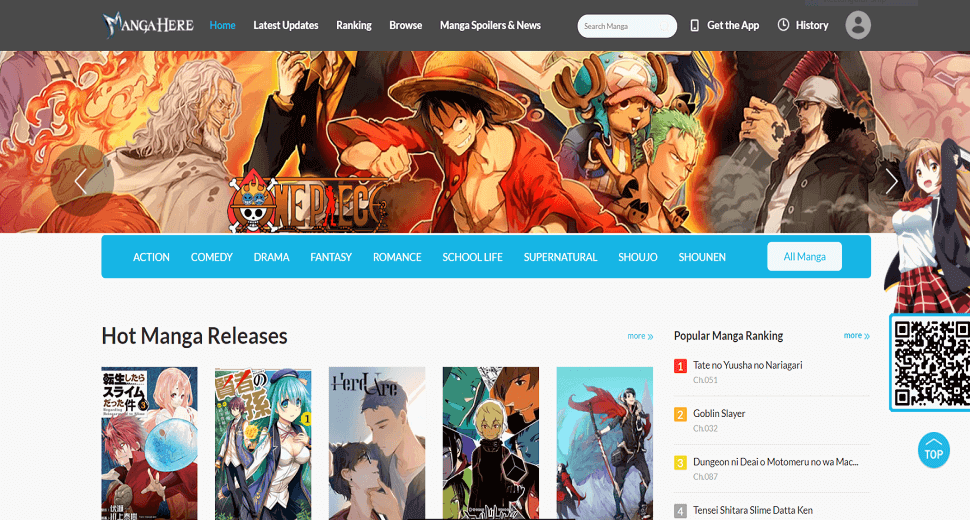 MANGAHERE Home Latest Updates Ranking Browse Manga Spoilers & News Search Manga Get the App History
ONE PIECE
ACTION COMEDY DRAMA FANTASY ROMANCE SCHOOL LIFE SUPERNATURAL SHOUJO SHOUNEN All Manga
Hot Manga Releases more »
転生したら
スライム
だった件 3
賢者の
孫
1
Herd Are
Popular Manga Ranking more »
1 Tate no Yuusha no Nariagari
Ch.051
2 Goblin Slayer
Ch.032
3 Dungeon ni Deai o Motomeru no wa Mac...
Ch.087
4 Tensei Shitara Slime Datta Ken
TOP